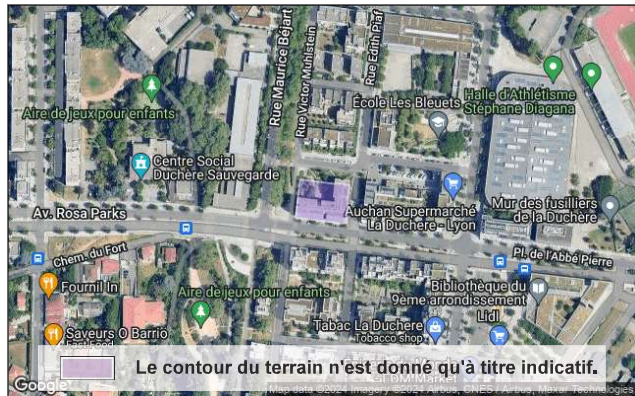 Rue Maurice Béjart
Rue Victor Muhlstein
Rue Edith Piaf
Aire de jeux pour enfants
École Les Bleuets
Halle d'Athlétisme
Stéphane Diagana
Centre Social
Duchère Sauvegarde
Av. Rosa Parks
Auchan Supermarché
La Duchère - Lyon
Mur des fusilliers
de la Duchère
Chem. du Fort
Pl. de l'Abbé Pierre
Fournil In
Aire de jeux pour enfants
Bibliothèque du
9ème arrondissement
Saveurs O Barrio
Fast Food
Tabac La Duchere
Tobacco shop
Lidl
Le contour du terrain n'est donné qu'à titre indicatif.
Google
Map data ©2024 Imagery ©2024 Airbus, CNES / Airbus, Maxar Technologies